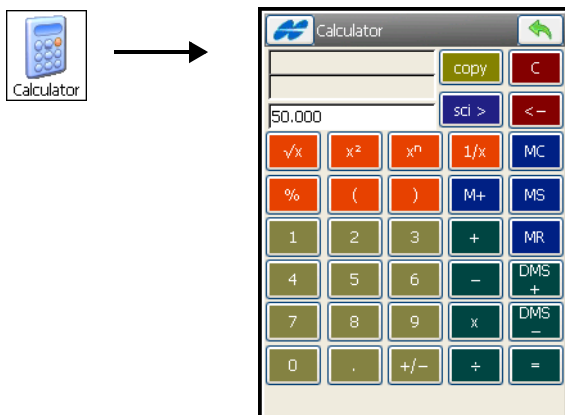 Calculator
Calculator
copy C
50.000 sci > <-
√x x² xⁿ 1/x MC
% ( ) M+ MS
1 2 3 + MR
4 5 6 - DMS +
7 8 9 x DMS -
0 . +/- ÷ =